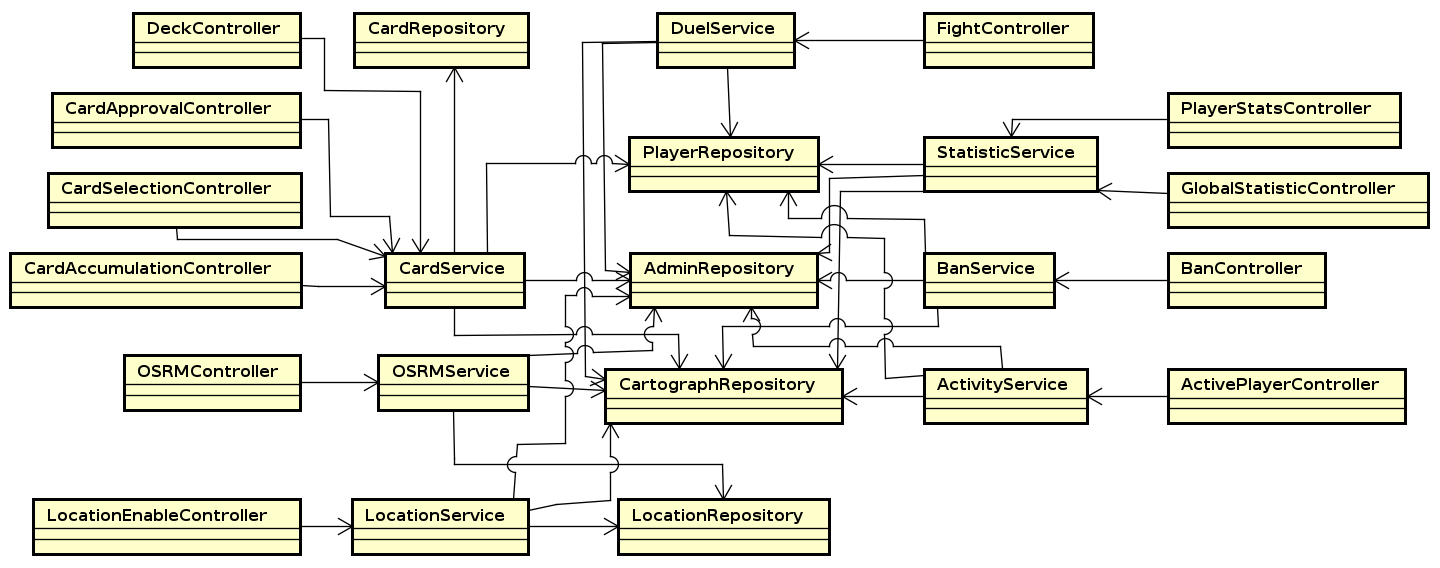 DeckController
CardRepository
DuelService
FightController
CardApprovalController
PlayerStatsController
PlayerRepository
StatisticService
CardSelectionController
GlobalStatisticController
CardAccumulationController
CardService
AdminRepository
BanService
BanController
OSRMController
OSRMService
CartographRepository
ActivityService
ActivePlayerController
LocationEnableController
LocationService
LocationRepository